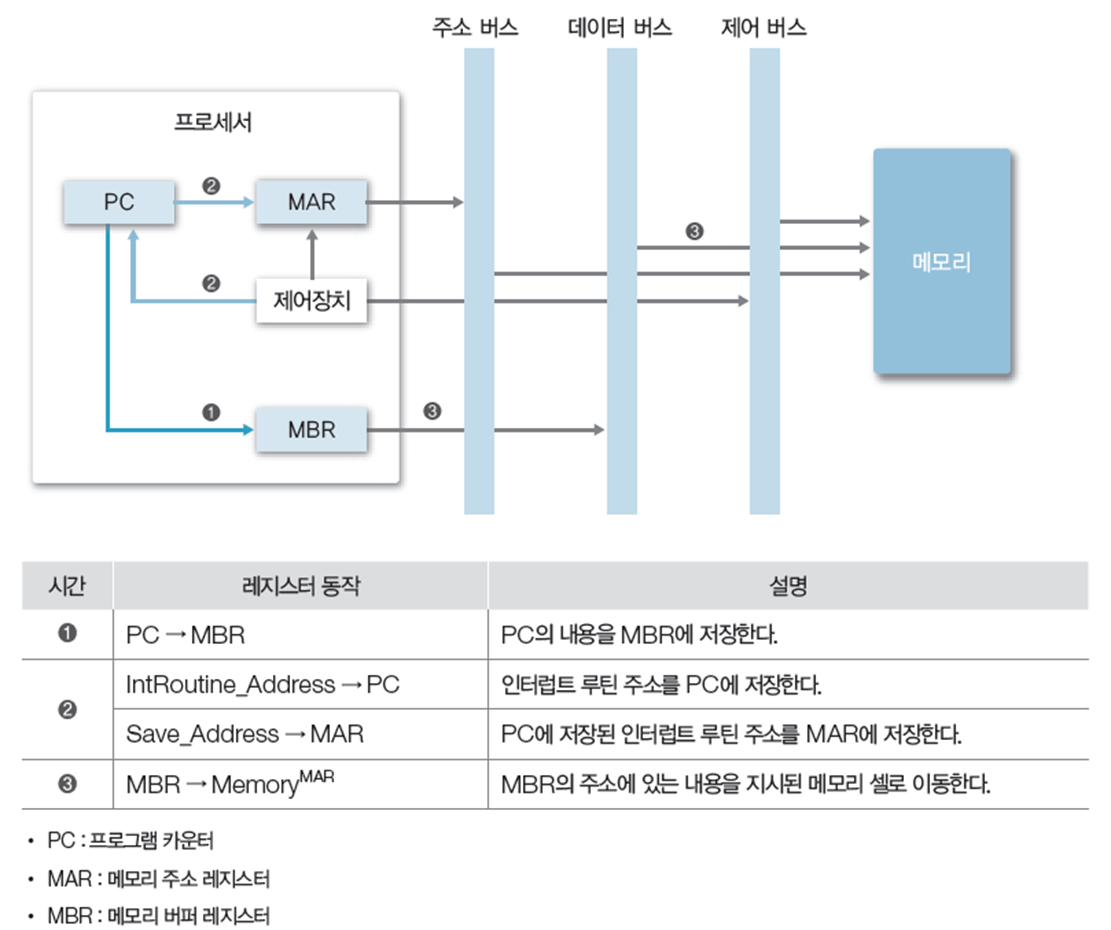 주소 버스 데이터 버스 제어 버스
프로세서
PC ❷ MAR
❸
메모리
❷ 제어장치
❶ MBR ❸
시간 레지스터 동작 설명
❶ PC → MBR PC의 내용을 MBR에 저장한다.
❷ IntRoutine_Address → PC 인터럽트 루틴 주소를 PC에 저장한다.
Save_Address → MAR PC에 저장된 인터럽트 루틴 주소를 MAR에 저장한다.
❸ MBR → Memory^MAR MBR의 주소에 있는 내용을 지시된 메모리 셀로 이동한다.
• PC : 프로그램 카운터
• MAR : 메모리 주소 레지스터
• MBR : 메모리 버퍼 레지스터